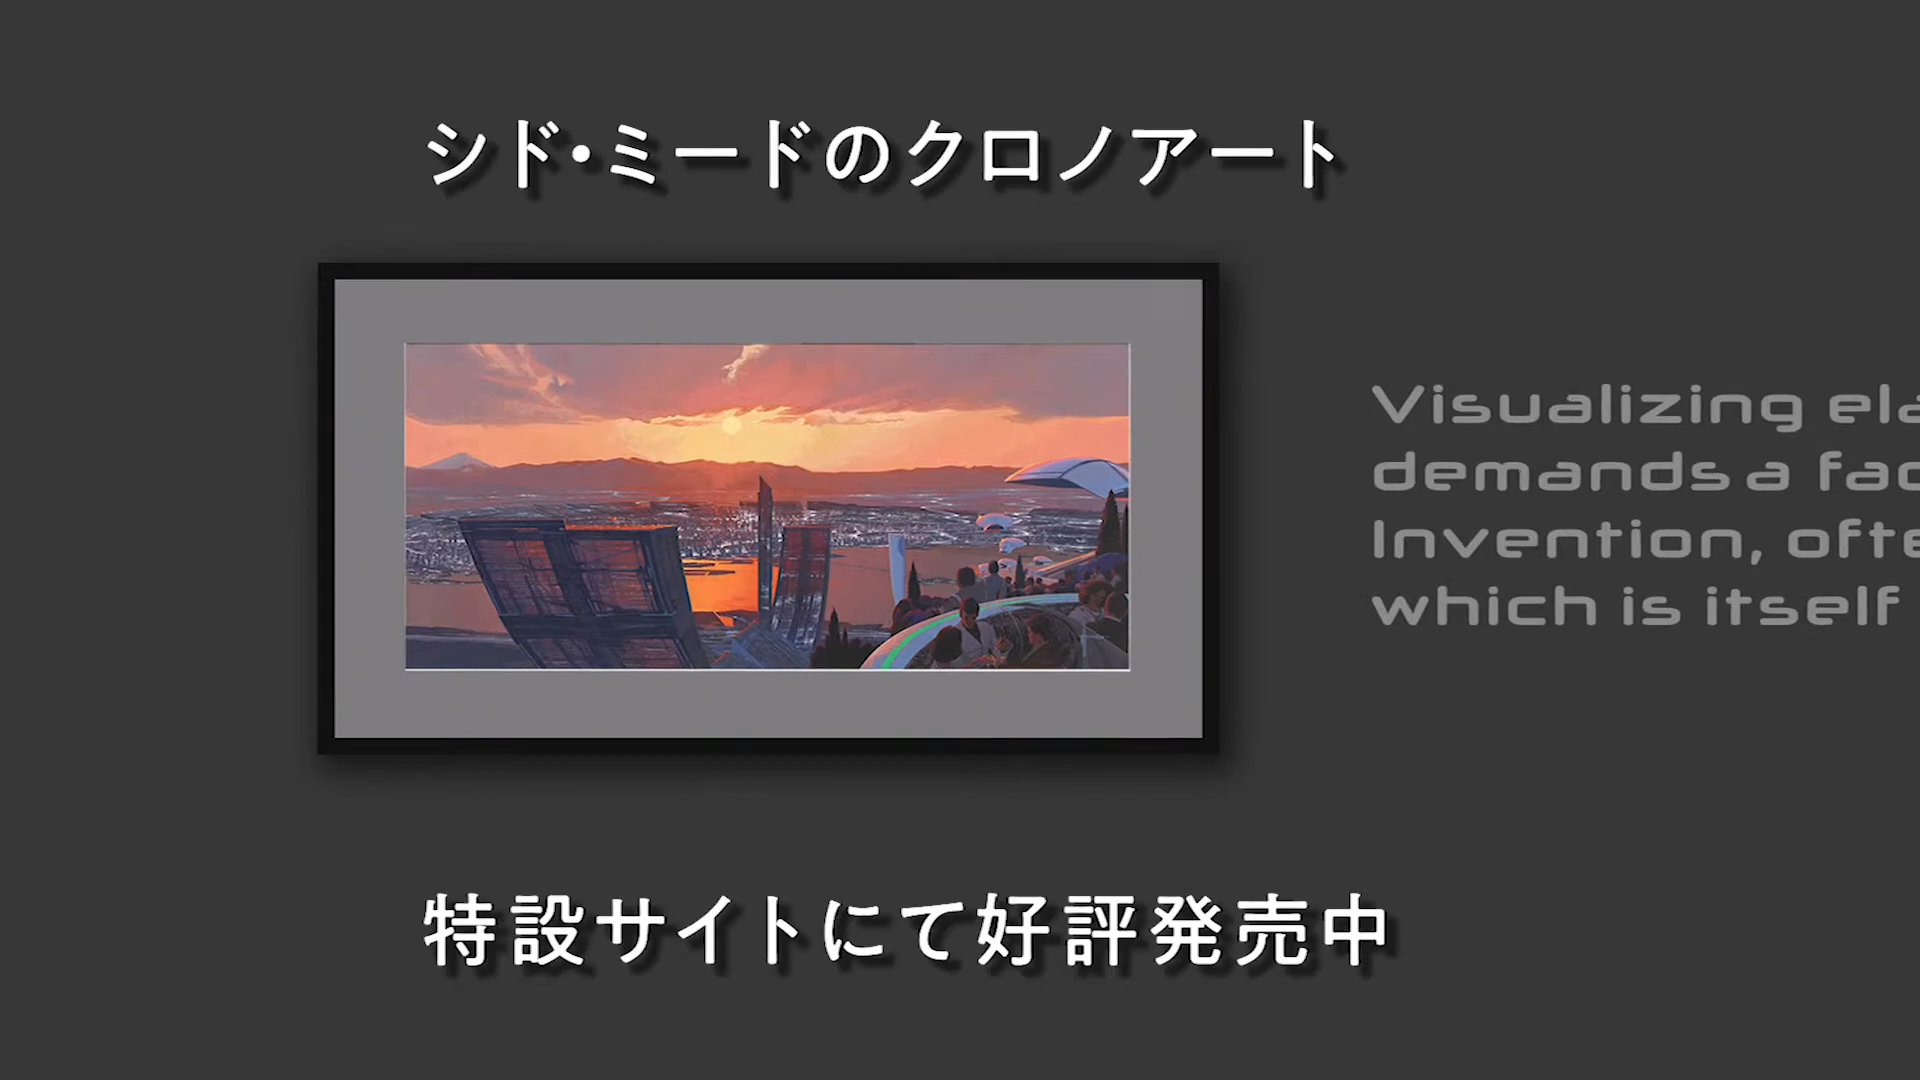 シド・ミードのクロノアート
Visualizing
demands a
Invention,
which is itself
特設サイトにて好評発売中